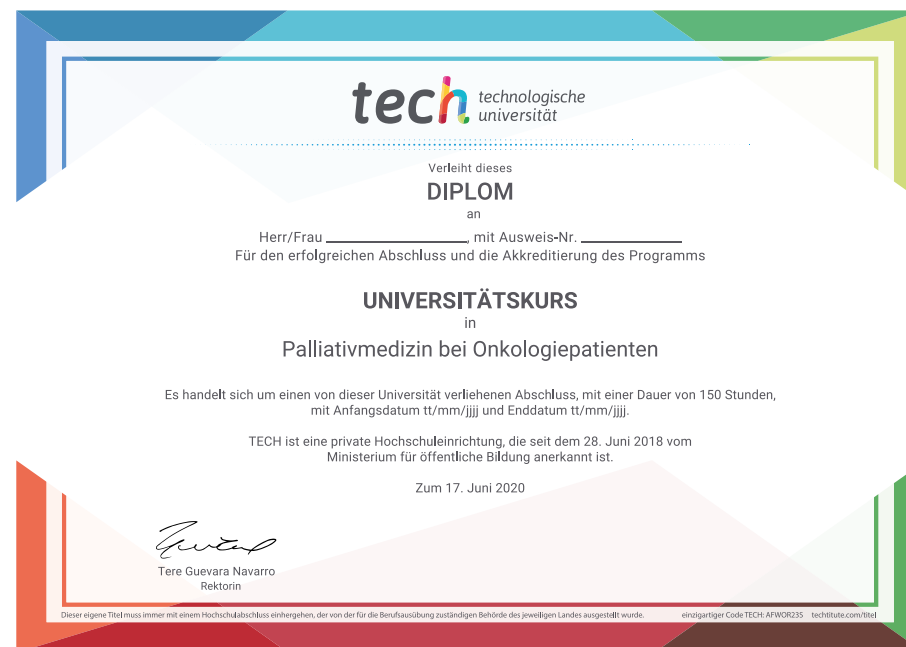 tech technologische
universität
Verleiht dieses
DIPLOM
an
Herr/Frau ____________________, mit Ausweis-Nr. ______________
Für den erfolgreichen Abschluss und die Akkreditierung des Programms
UNIVERSITÄTSKURS
in
Palliativmedizin bei Onkologiepatienten
Es handelt sich um einen von dieser Universität verliehenen Abschluss, mit einer Dauer von 150 Stunden,
mit Anfangsdatum tt/mm/jjjj und Enddatum tt/mm/jjjj.
TECH ist eine private Hochschuleinrichtung, die seit dem 28. Juni 2018 vom
Ministerium für öffentliche Bildung anerkannt ist.
Zum 17. Juni 2020
Tere Guevara Navarro
Rektorin
Dieser eigene Titel muss immer mit einem Hochschulabschluss einhergehen, der von der für die Berufsausübung zuständigen Behörde des jeweiligen Landes ausgestellt wurde. einzigartiger Code TECH: AFWOR235 techtitute.com/titel